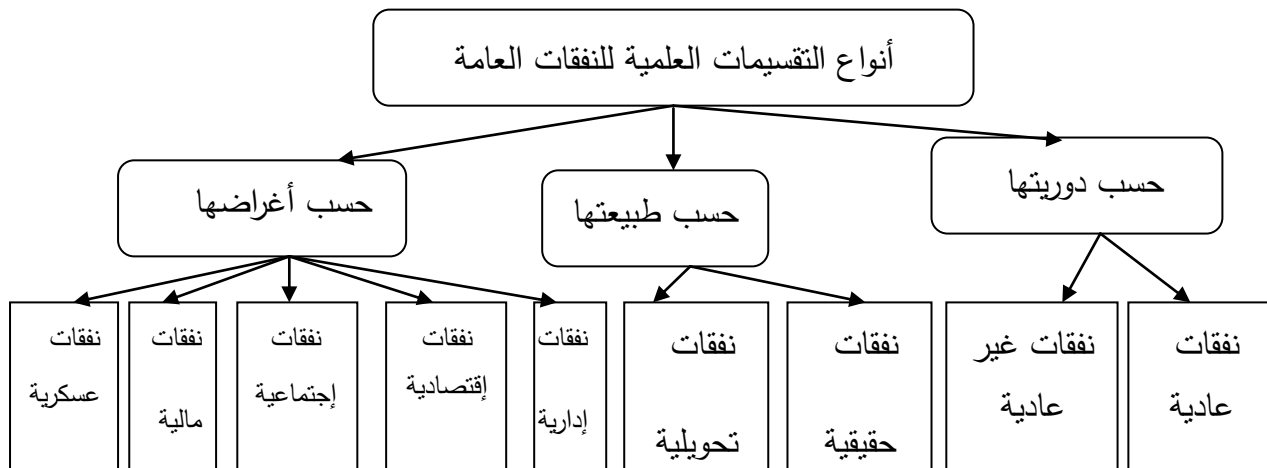 أنواع التقسيمات العلمية للنفقات العامة
حسب دوريتها
حسب طبيعتها
حسب أغراضها
نفقات
عادية
نفقات غير
عادية
نفقات
حقيقية
نفقات
تحويلية
نفقات
إدارية
نفقات
إقتصادية
نفقات
إجتماعية
نفقات
مالية
نفقات
عسكرية